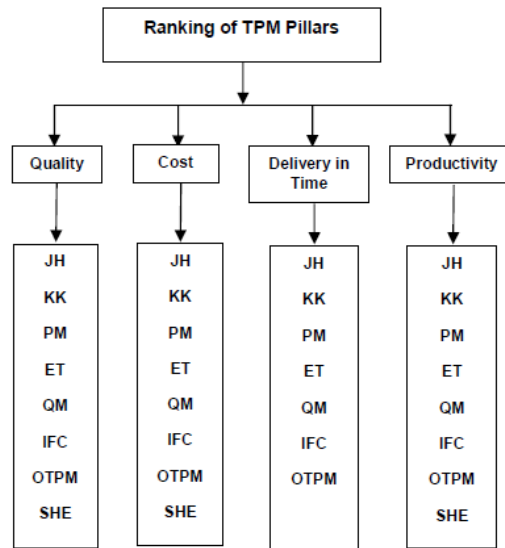 Ranking of TPM Pillars
Quality
Cost
Delivery in
Time
Productivity
JH
KK
PM
ET
QM
IFC
OTPM
SHE
JH
KK
PM
ET
QM
IFC
OTPM
SHE
JH
KK
PM
ET
QM
IFC
OTPM
JH
KK
PM
ET
QM
IFC
OTPM
SHE